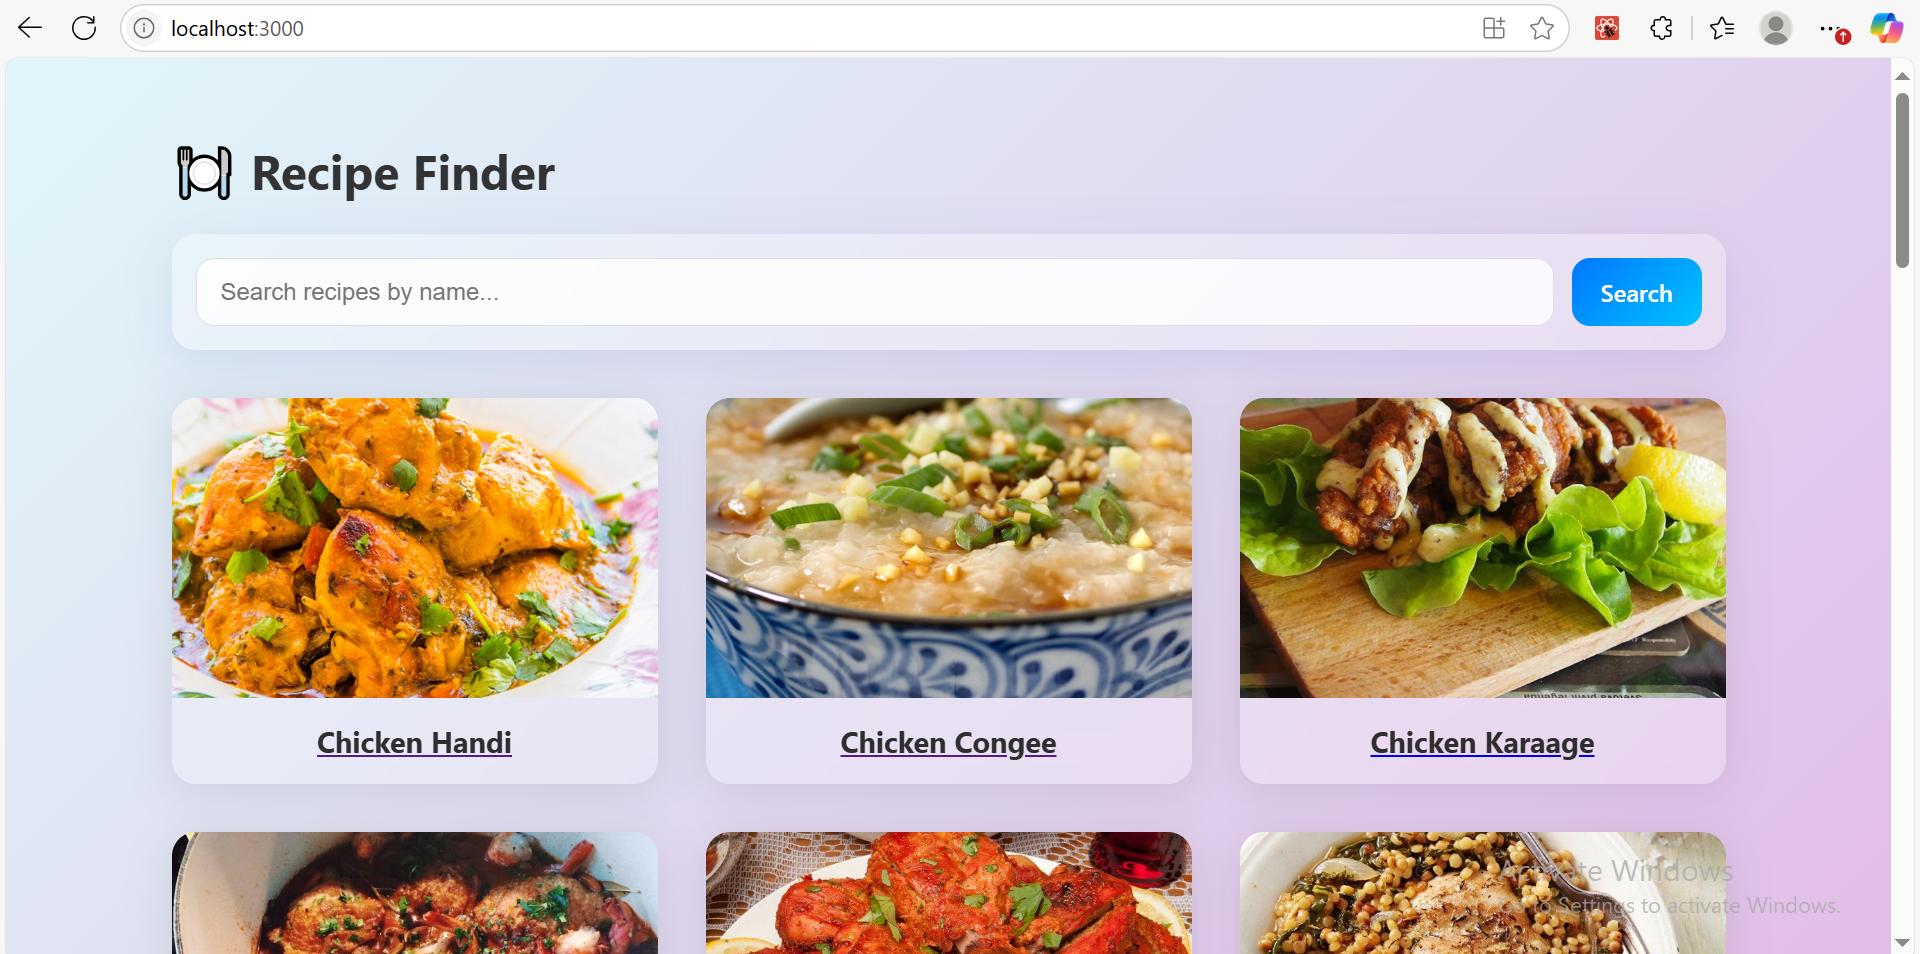 localhost:3000
Recipe Finder
Search recipes by name...
Search
Chicken Handi
Chicken Congee
Chicken Karaage
Activate Windows
Go to Settings to activate Windows.